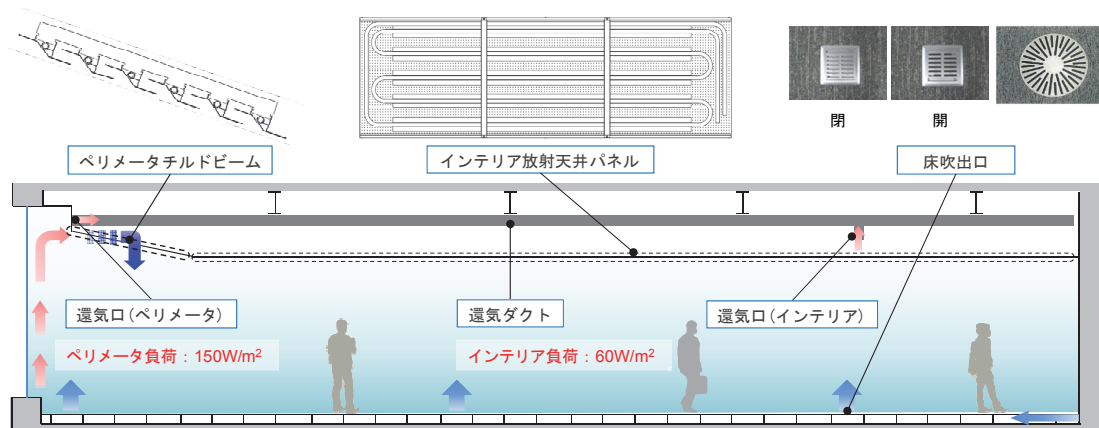 閉
開
ペリメータチルドビーム
インテリア放射天井パネル
床吹出口
還気口(ペリメータ)
還気ダクト
還気口(インテリア)
ペリメータ負荷：150W/m²
インテリア負荷：60W/m²